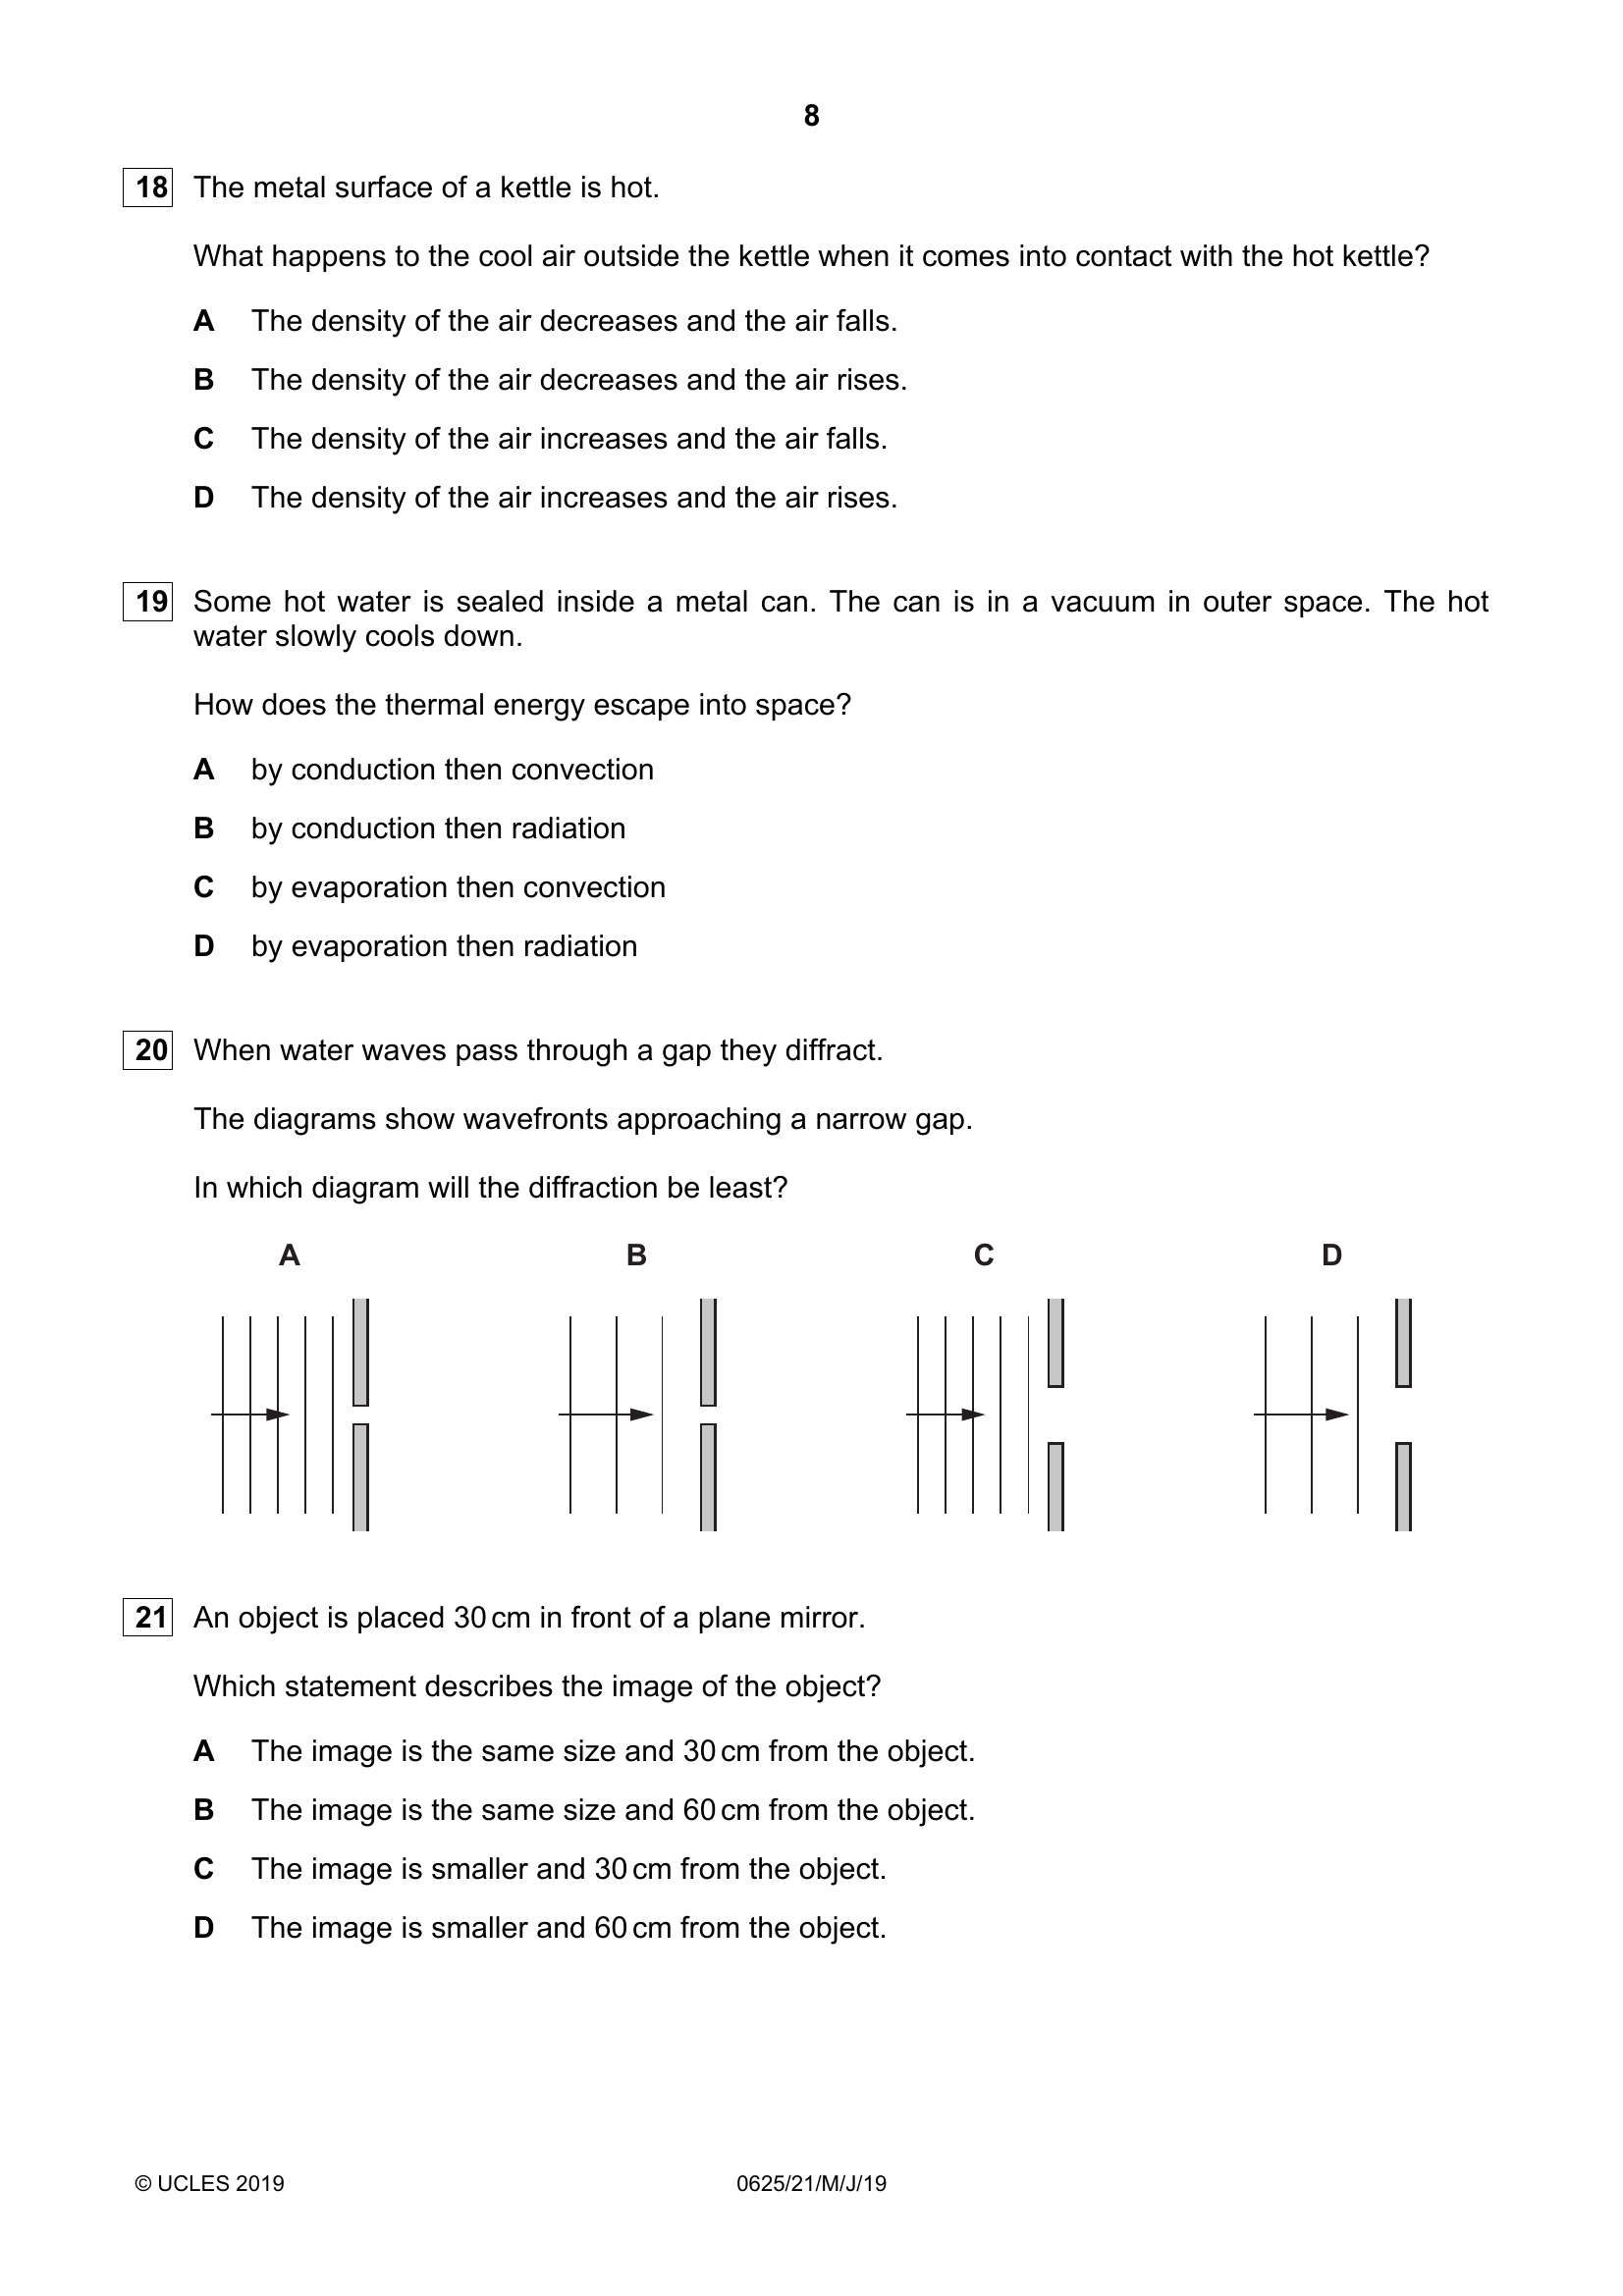 8
18 The metal surface of a kettle is hot.
What happens to the cool air outside the kettle when it comes into contact with the hot kettle?
A The density of the air decreases and the air falls.
B The density of the air decreases and the air rises.
C The density of the air increases and the air falls.
D The density of the air increases and the air rises.
19 Some hot water is sealed inside a metal can. The can is in a vacuum in outer space. The hot
water slowly cools down.
How does the thermal energy escape into space?
A by conduction then convection
B by conduction then radiation
C by evaporation then convection
D by evaporation then radiation
20 When water waves pass through a gap they diffract.
The diagrams show wavefronts approaching a narrow gap.
In which diagram will the diffraction be least?
A B C D
21 An object is placed 30 cm in front of a plane mirror.
Which statement describes the image of the object?
A The image is the same size and 30 cm from the object.
B The image is the same size and 60 cm from the object.
C The image is smaller and 30 cm from the object.
D The image is smaller and 60 cm from the object.
© UCLES 2019 0625/21/M/J/19